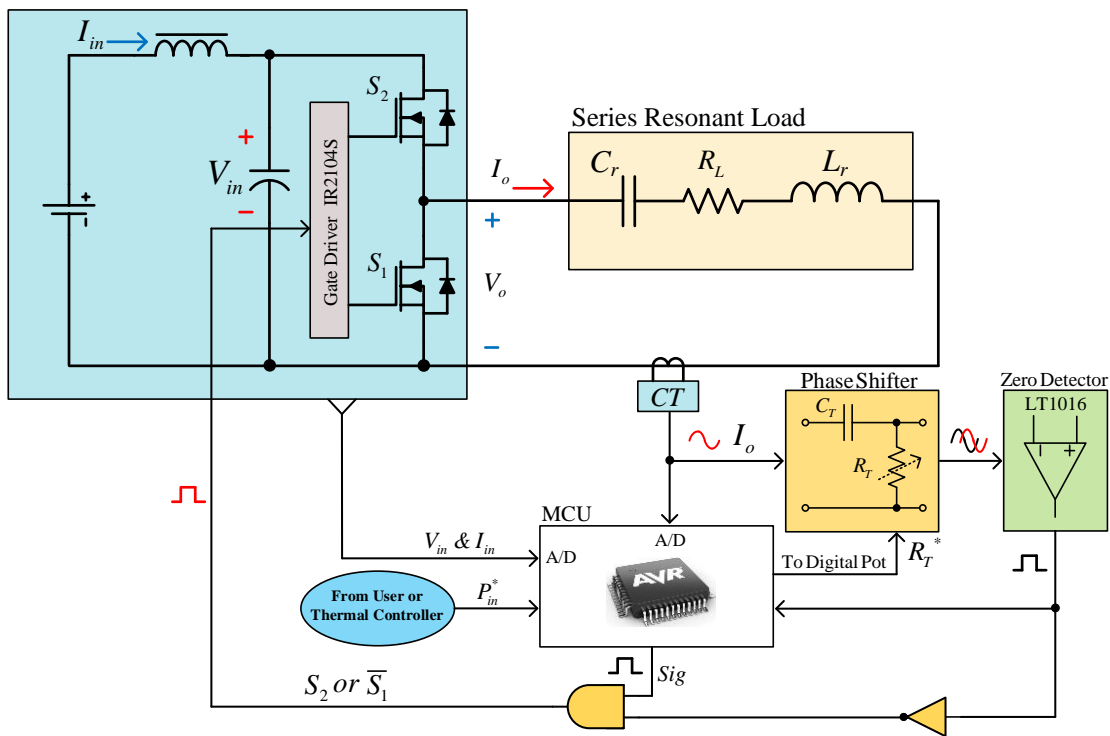 I_in
S_2
Series Resonant Load
+
V_in
−
+
Gate Driver IR2104S
I_o
C_r
R_L
L_r
+
S_1
V_o
−
CT
Phase Shifter
C_T
R_T
Zero Detector
LT1016
− +
I_o
MCU
A/D
V_in & I_in
A/D
To Digital Pot
R_T^*
AVR
From User or
Thermal Controller
P_in^*
Sig
S_2 or S̅_1